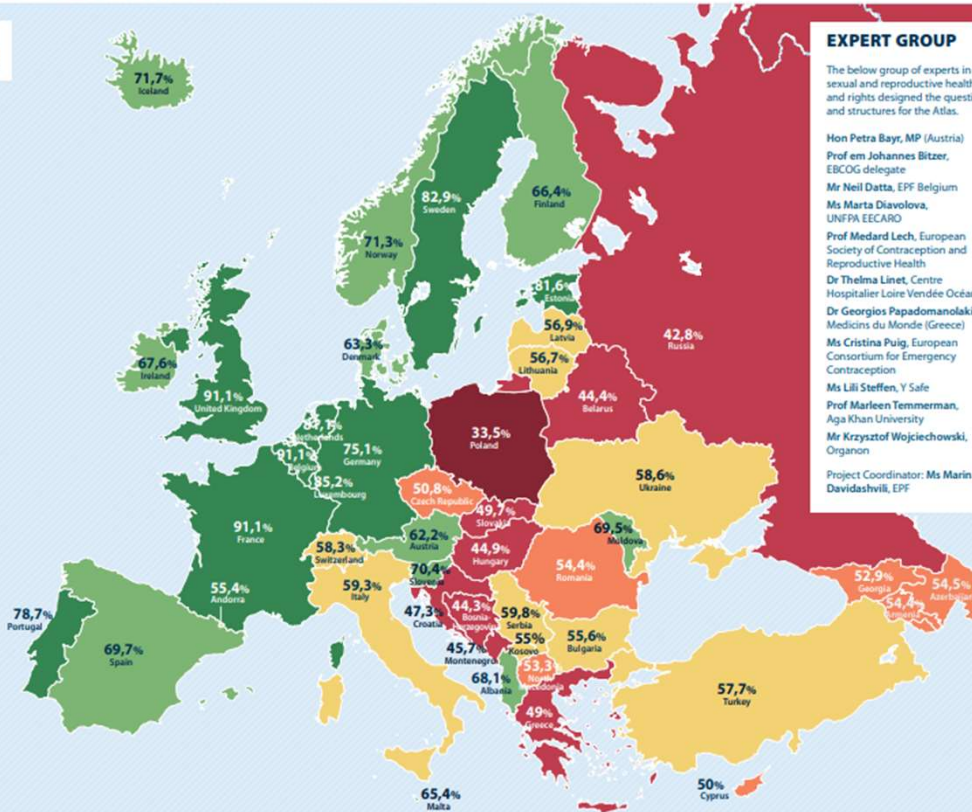 71,7%
Iceland
82,9%
Sweden
66,4%
Finland
71,3%
Norway
81,6%
Estonia
56,9%
Latvia
63,3%
Denmark
56,7%
Lithuania
42,8%
Russia
67,6%
Ireland
91,1%
United Kingdom
44,4%
Belarus
Netherlands
33,5%
Poland
75,1%
Germany
91,1%
Belgium
58,6%
Ukraine
85,2%
Luxembourg
50,8%
Czech Republic
49,7%
Slovakia
91,1%
France
69,5%
Moldova
62,2%
Austria
58,3%
Switzerland
44,9%
Hungary
70,4%
Slovenia
54,4%
Romania
55,4%
Andorra
59,3%
Italy
52,9%
Georgia
54,5%
Azerbaijan
54,4%
Armenia
78,7%
Portugal
47,3%
Croatia
44,3%
Bosnia-
Herzegovina
59,8%
Serbia
69,7%
Spain
45,7%
Montenegro
55%
Kosovo
55,6%
Bulgaria
68,1%
Albania
53,3
North
Macedonia
57,7%
Turkey
49%
Greece
65,4%
Malta
50%
Cyprus
EXPERT GROUP
The below group of experts in
sexual and reproductive health
and rights designed the questi
and structures for the Atlas.
Hon Petra Bayr, MP (Austria)
Prof em Johannes Bitzer,
EBCOG delegate
Mr Neil Datta, EPF Belgium
Ms Marta Diavolova,
UNFPA EECARO
Prof Medard Lech, European
Society of Contraception and
Reproductive Health
Dr Thelma Linet, Centre
Hospitalier Loire Vendée Océa
Dr Georgios Papadomanolaki
Medicins du Monde (Greece)
Ms Cristina Puig, European
Consortium for Emergency
Contraception
Ms Lili Steffen, Y Safe
Prof Marleen Temmerman,
Aga Khan University
Mr Krzysztof Wojciechowski,
Organon
Project Coordinator: Ms Marin
Davidashvili, EPF